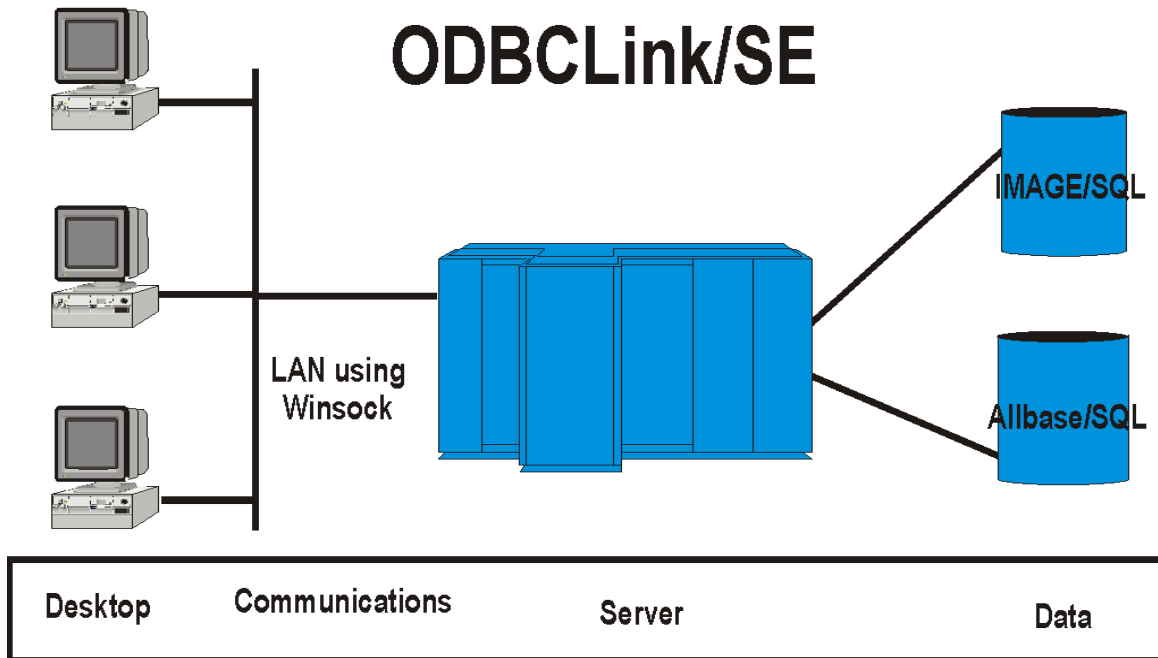 ODBCLink/SE
IMAGE/SQL
LAN using
Winsock
Allbase/SQL
Desktop
Communications
Server
Data